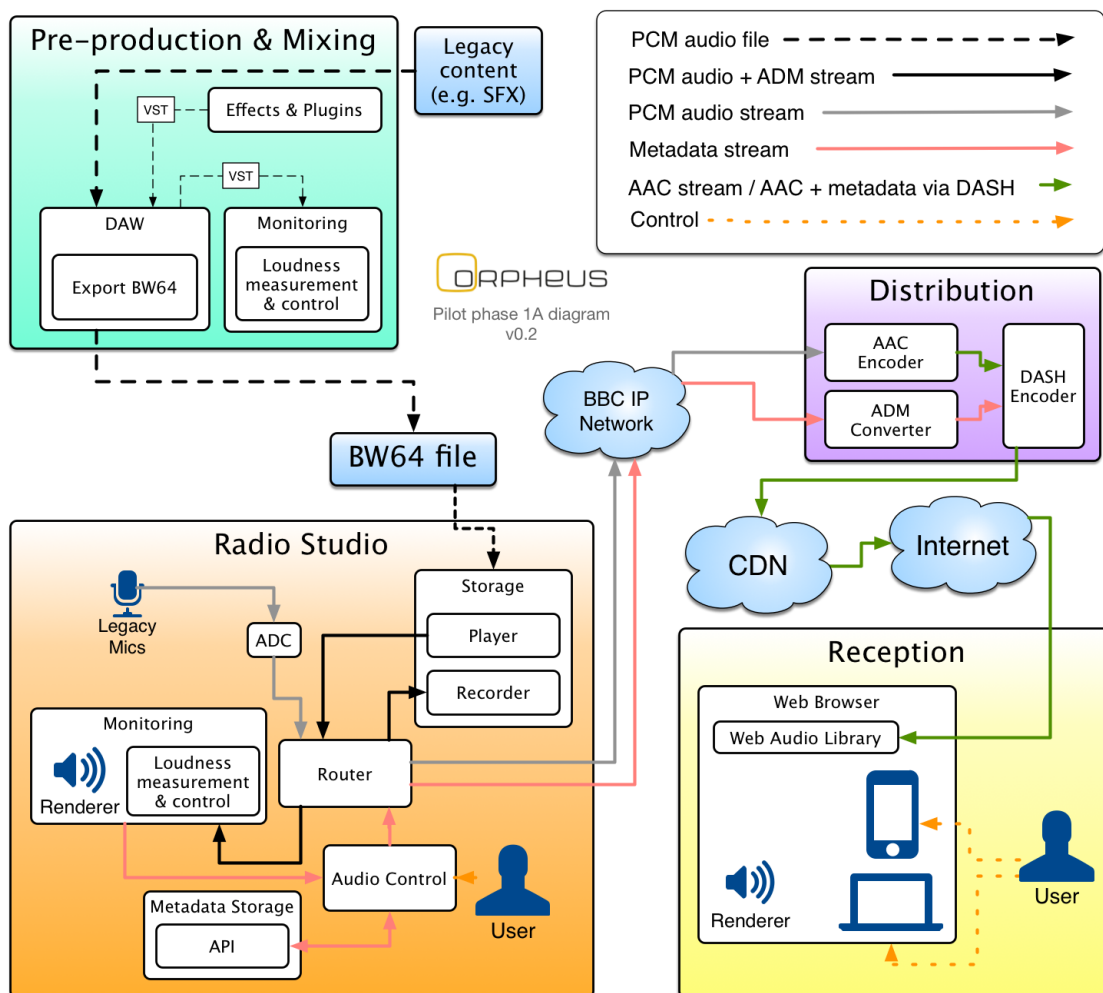 Pre-production & Mixing
Legacy
content
(e.g. SFX)
VST
Effects & Plugins
VST
DAW
Export BW64
Monitoring
Loudness
measurement
& control
PCM audio file
PCM audio + ADM stream
PCM audio stream
Metadata stream
AAC stream / AAC + metadata via DASH
Control
ORPHEUS
Pilot phase 1A diagram
v0.2
Distribution
AAC
Encoder
ADM
Converter
DASH
Encoder
BBC IP
Network
BW64 file
CDN
Internet
Radio Studio
Legacy
Mics
ADC
Storage
Player
Recorder
Monitoring
Loudness
measurement
& control
Renderer
Router
Audio Control
User
Metadata Storage
API
Reception
Web Browser
Web Audio Library
Renderer
User